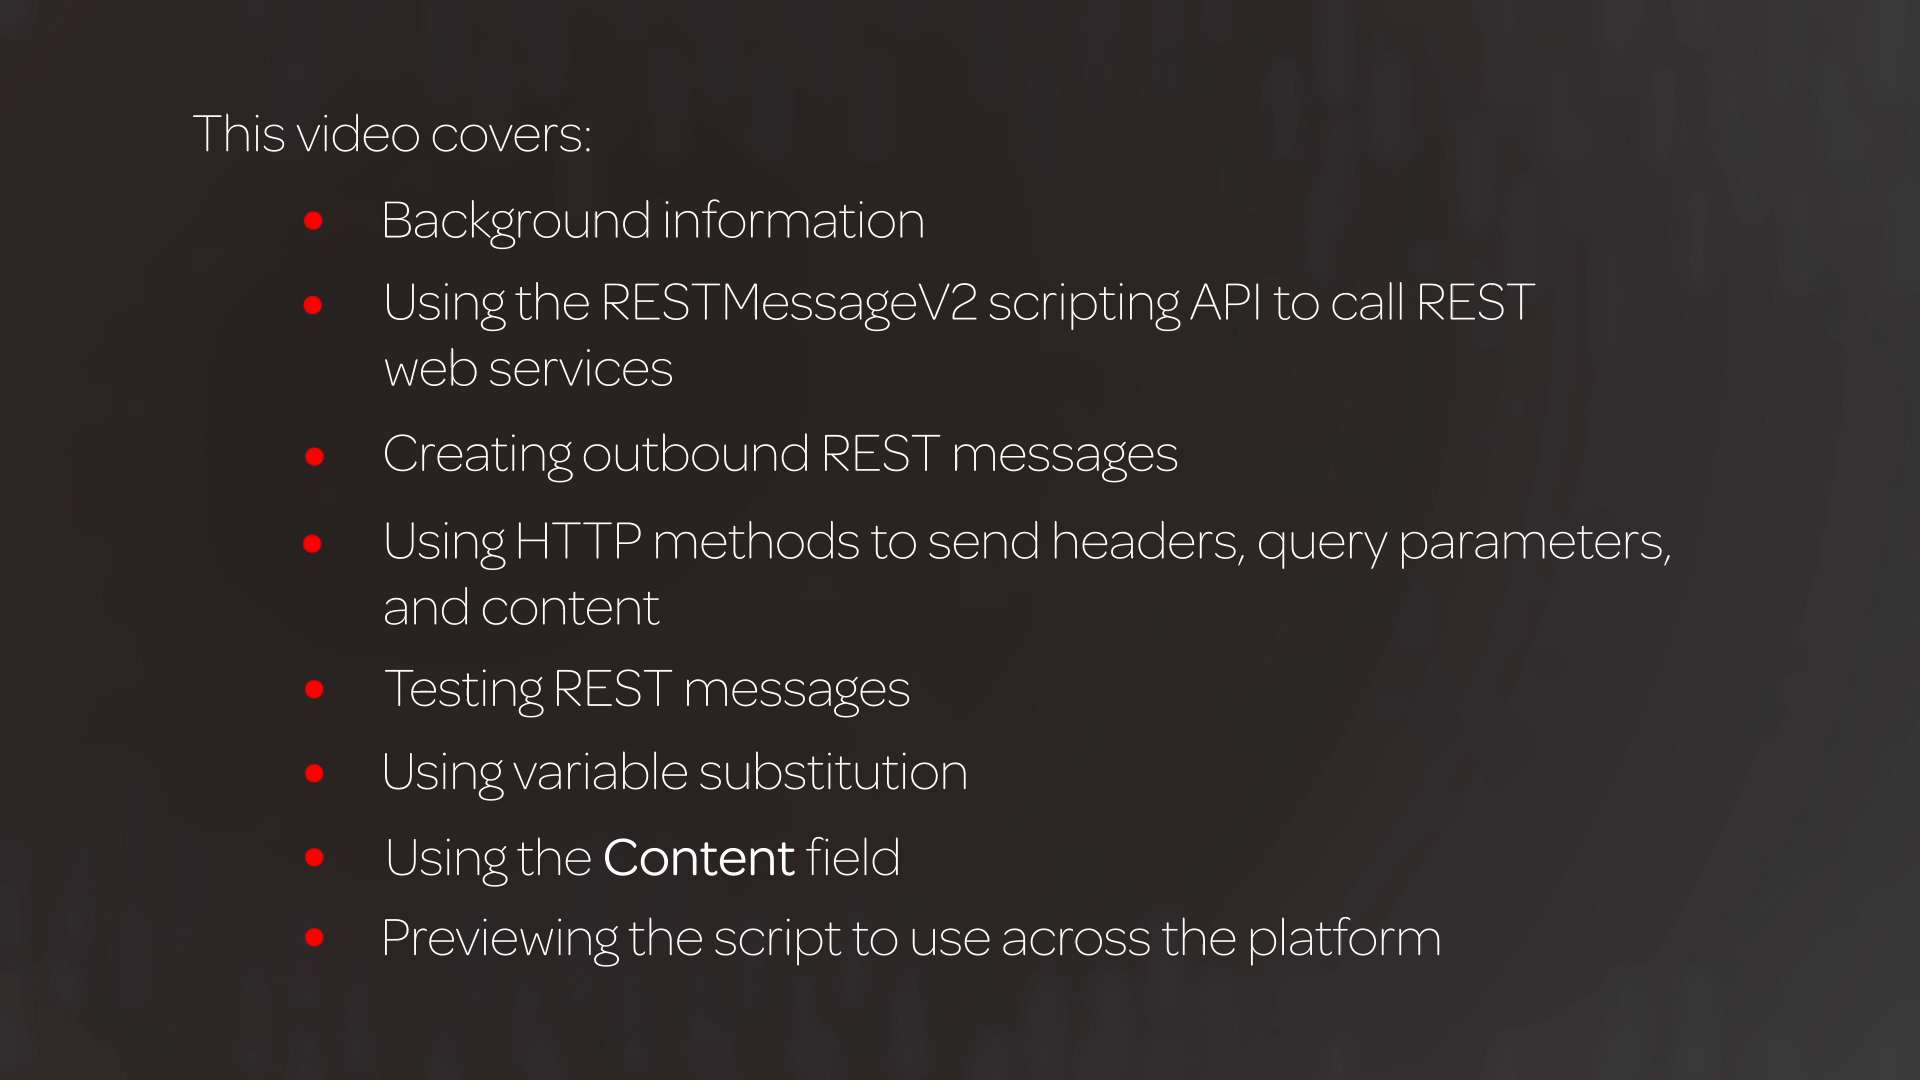 This video covers:
Background information
Using the RESTMessageV2 scripting API to call REST
web services
Creating outbound REST messages
Using HTTP methods to send headers, query parameters,
and content
Testing REST messages
Using variable substitution
Using the Content field
Previewing the script to use across the platform